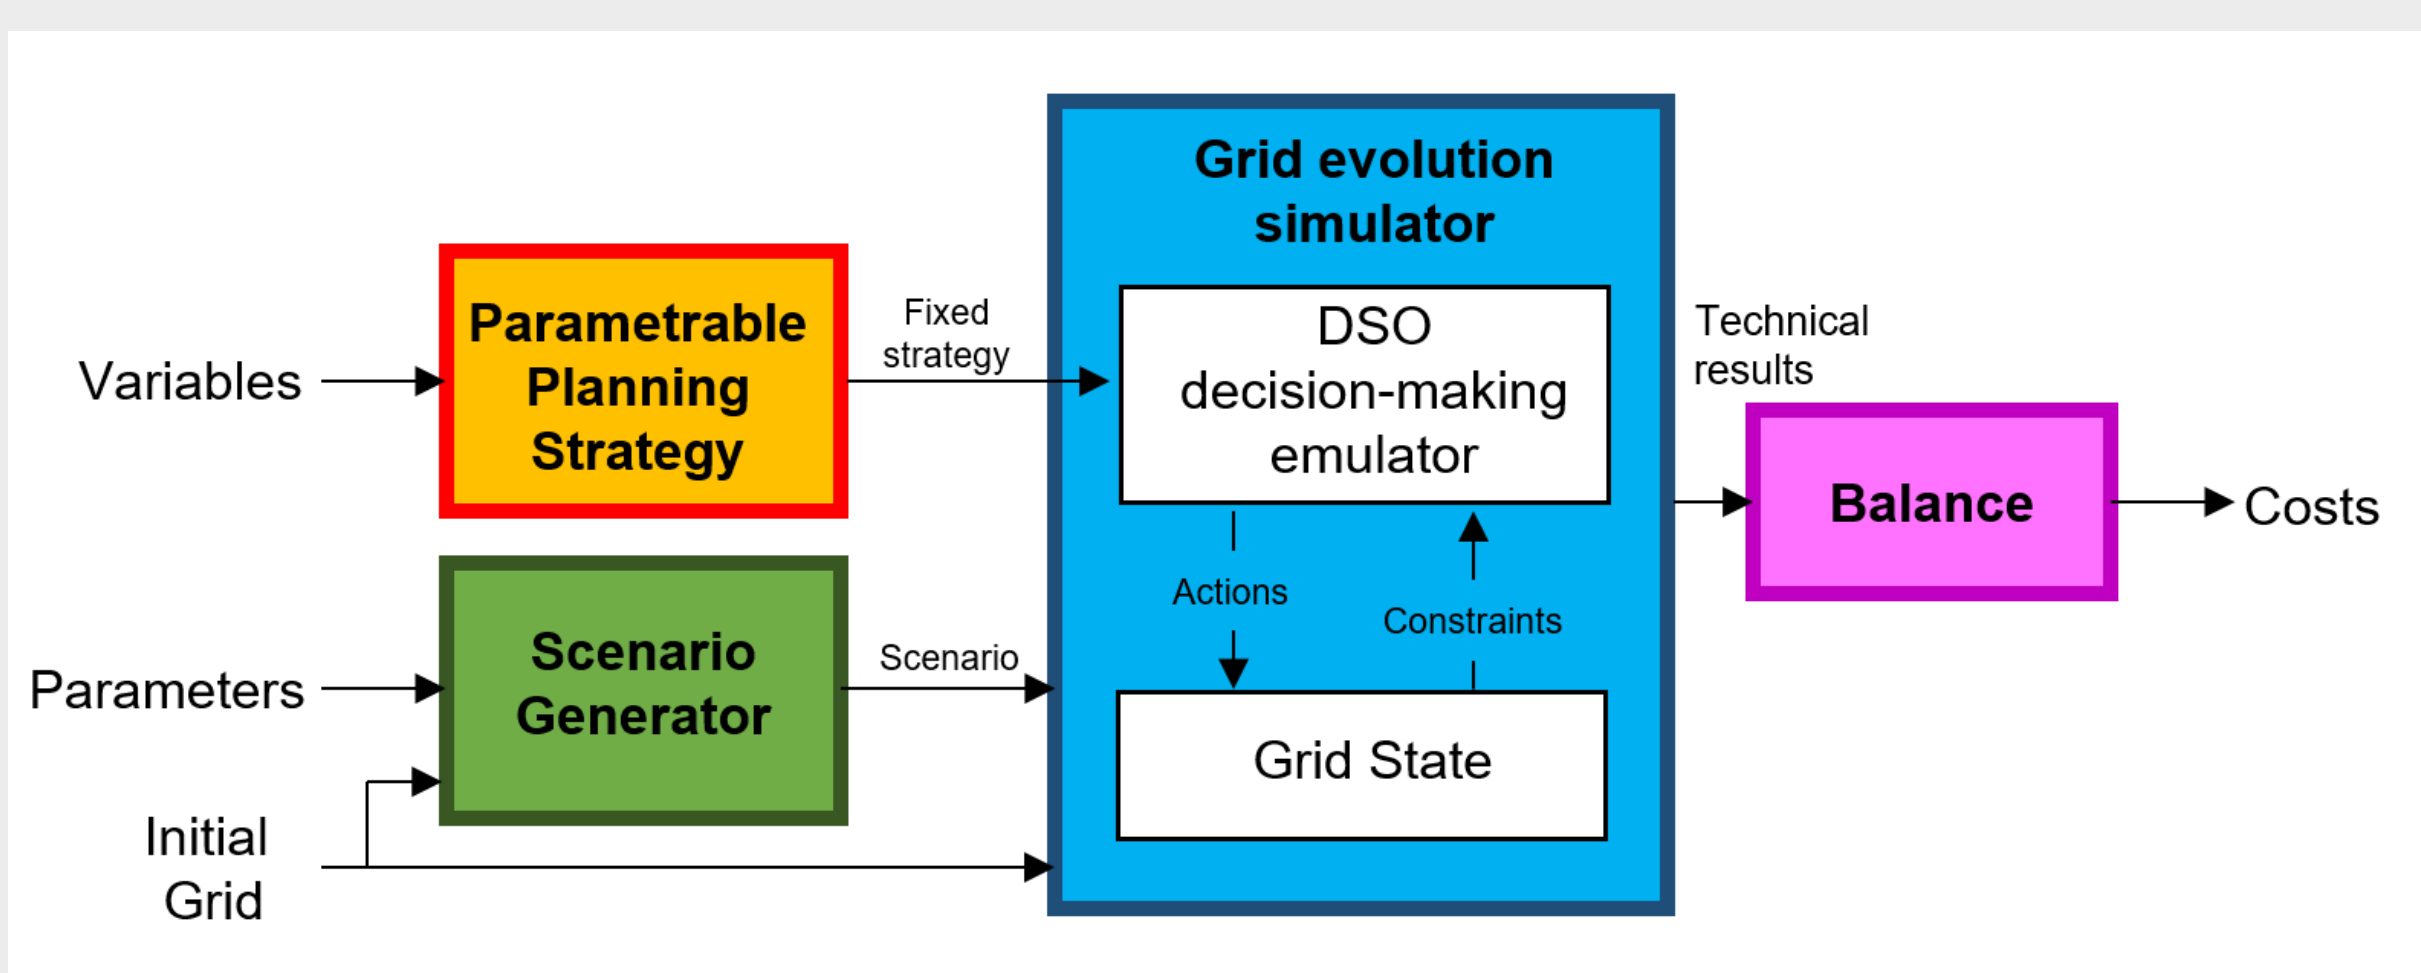 Grid evolution
simulator
Variables
Parametrable
Planning
Strategy
Fixed
strategy
DSO
decision-making
emulator
Technical
results
Balance
Costs
Actions
Constraints
Parameters
Scenario
Generator
Scenario
Grid State
Initial
Grid